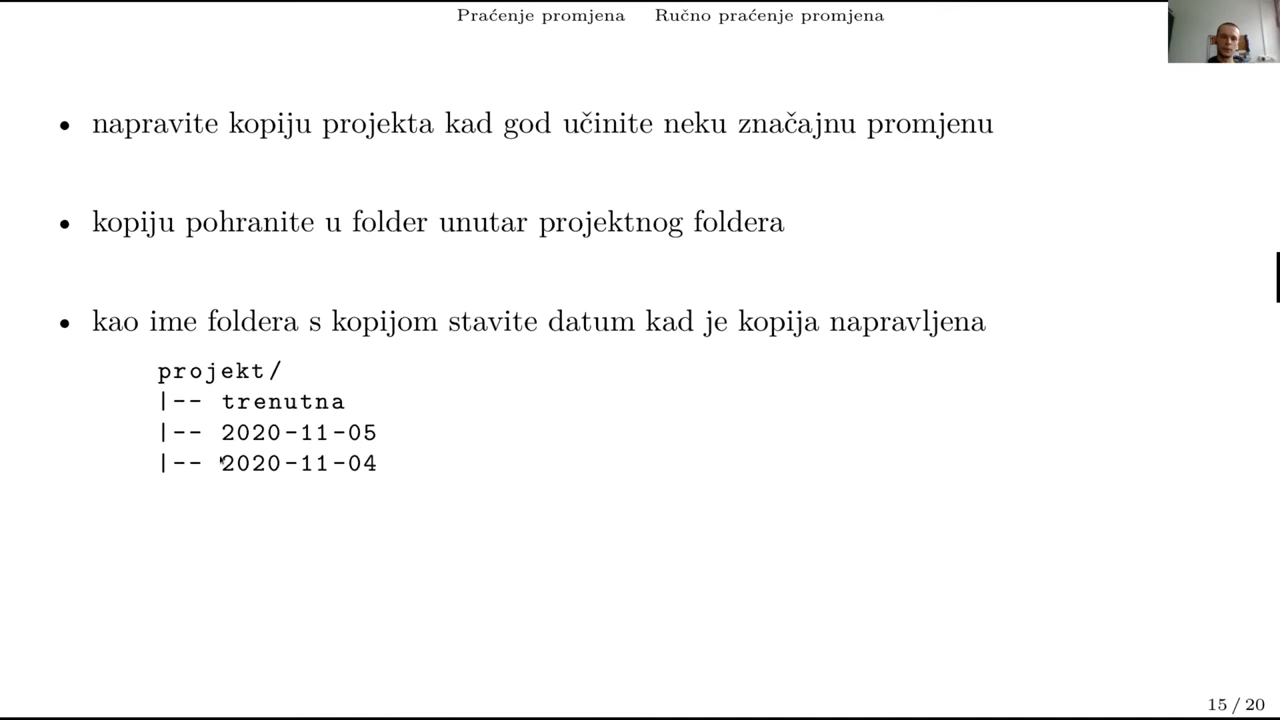 Praćenje promjena Ručno praćenje promjena
• napravite kopiju projekta kad god učinite neku značajnu promjenu
• kopiju pohranite u folder unutar projektnog foldera
• kao ime foldera s kopijom stavite datum kad je kopija napravljena
projekt/
|-- trenutna
|-- 2020-11-05
|-- 2020-11-04
15 / 20